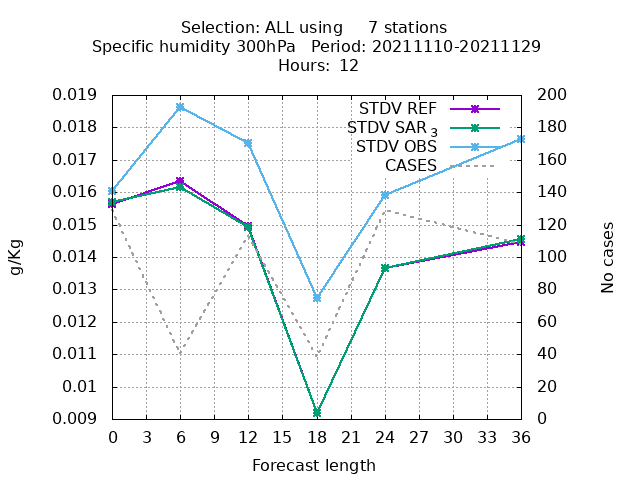 Selection: ALL using     7 stations
Specific humidity 300hPa   Period: 20211110-20211129
Hours: 12
STDV REF
STDV SAR 3
STDV OBS
CASES
0.019
0.018
0.017
0.016
0.015
0.014
0.013
0.012
0.011
0.01
0.009
g/Kg
200
180
160
140
120
100
80
60
40
20
0
No cases
0 3 6 9 12 15 18 21 24 27 30 33 36
Forecast length